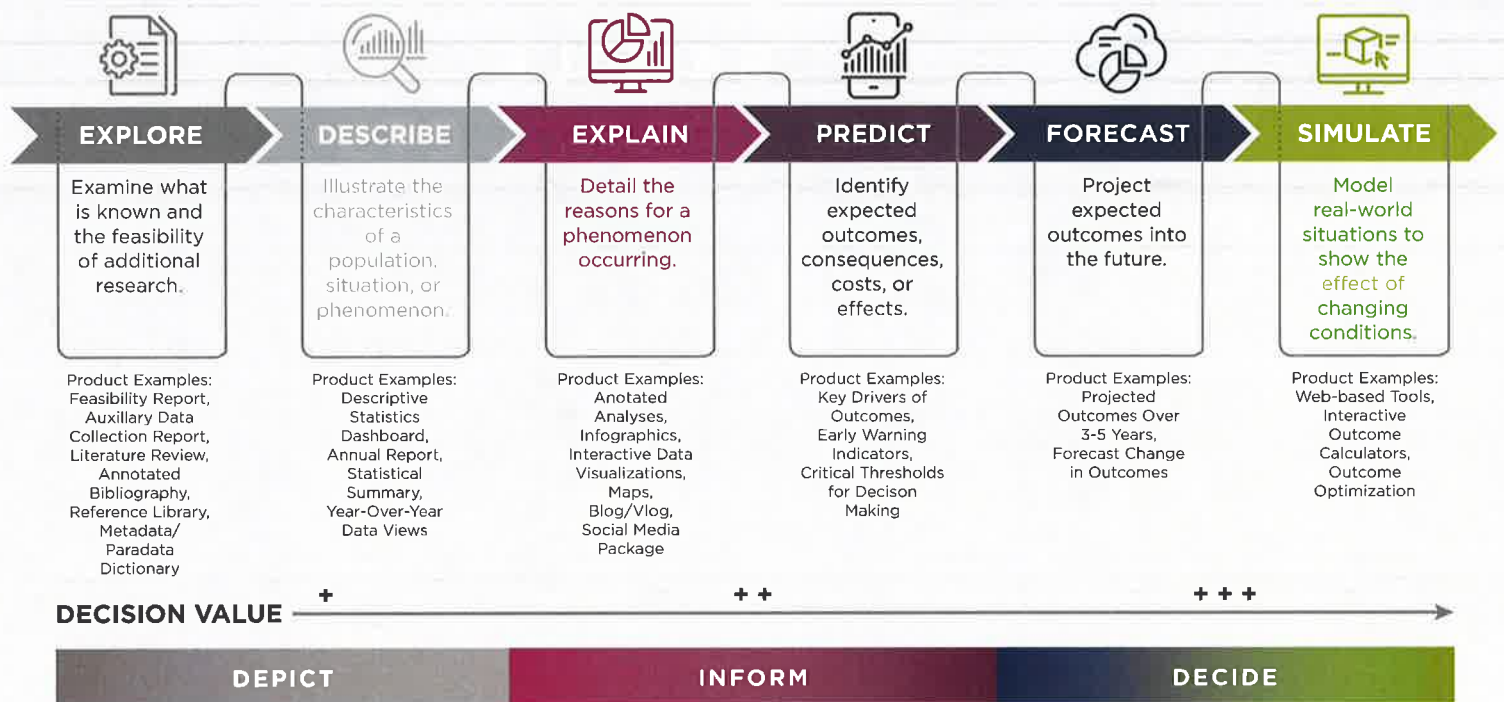 EXPLORE
DESCRIBE
EXPLAIN
PREDICT
FORECAST
SIMULATE
Examine what
is known and
the feasibility
of additional
research.
Illustrate the
characteristics
of a
population,
situation, or
phenomenon.
Detail the
reasons for a
phenomenon
occurring.
Identify
expected
outcomes,
consequences,
costs, or
effects.
Project
expected
outcomes into
the future.
Model
real-world
situations to
show the
effect of
changing
conditions.
Product Examples:
Feasibility Report,
Auxillary Data
Collection Report,
Literature Review,
Annotated
Bibliography,
Reference Library,
Metadata/
Paradata
Dictionary
Product Examples:
Descriptive
Statistics
Dashboard,
Annual Report,
Statistical
Summary,
Year-Over-Year
Data Views
Product Examples:
Anotated
Analyses,
Infographics,
Interactive Data
Visualizations,
Maps,
Blog/Vlog,
Social Media
Package
Product Examples:
Key Drivers of
Outcomes,
Early Warning
Indicators,
Critical Thresholds
for Decison
Making
Product Examples:
Projected
Outcomes Over
3-5 Years,
Forecast Change
in Outcomes
Product Examples:
Web-based Tools,
Interactive
Outcome
Calculators,
Outcome
Optimization
+
+ +
+ + +
DECISION VALUE
DEPICT
INFORM
DECIDE